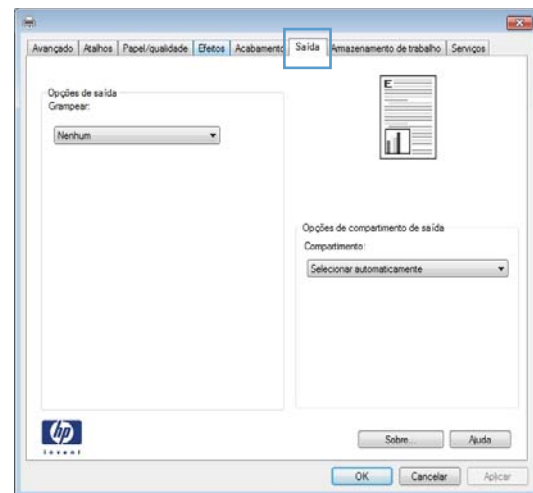 Avançado Atalhos Papel/qualidade Efeitos Acabamento Saída Armazenamento de trabalho Serviços
Opções de saída
Grampear:
Nenhum
E
Opções de compartimento de saída
Compartimento:
Selecionar automaticamente
hp
invent
Sobre... Ajuda
OK Cancelar Aplicar